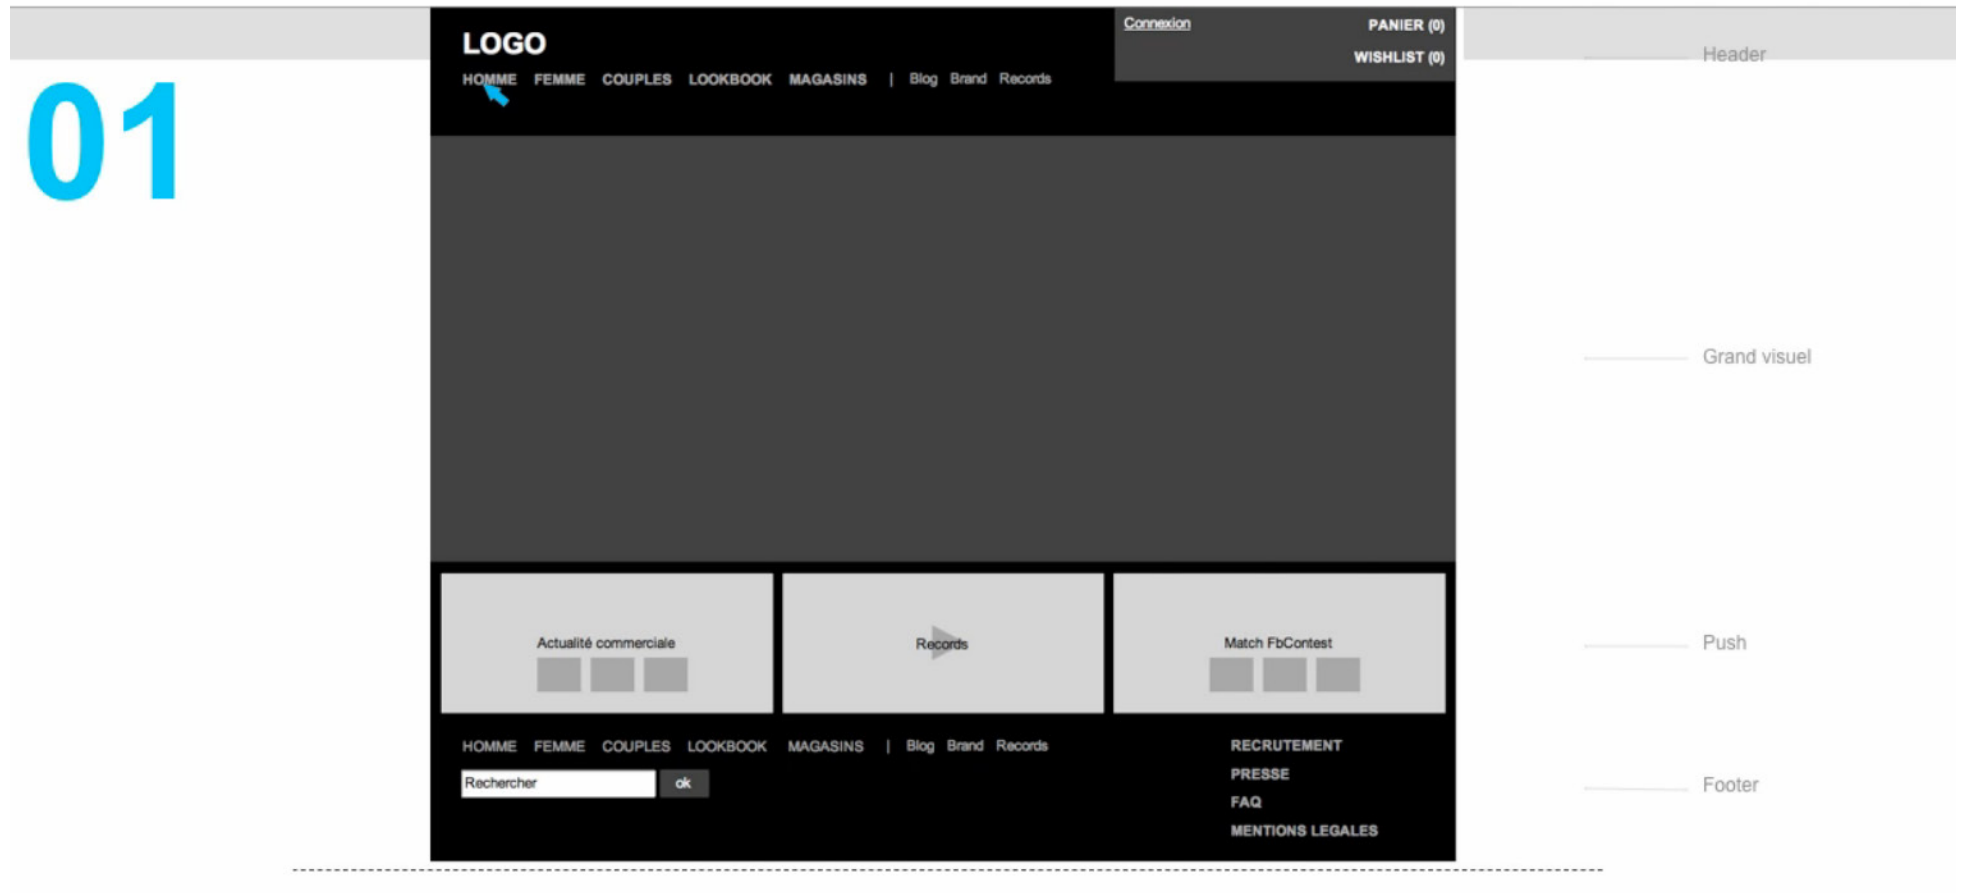 01
LOGO
HOMME FEMME COUPLES LOOKBOOK MAGASINS | Blog Brand Records
Connexion PANIER (0)
WISHLIST (0)
Header
Grand visuel
Actualité commerciale
Records
Match FbContest
Push
HOMME FEMME COUPLES LOOKBOOK MAGASINS | Blog Brand Records
Rechercher ok
RECRUTEMENT
PRESSE
FAQ
MENTIONS LEGALES
Footer